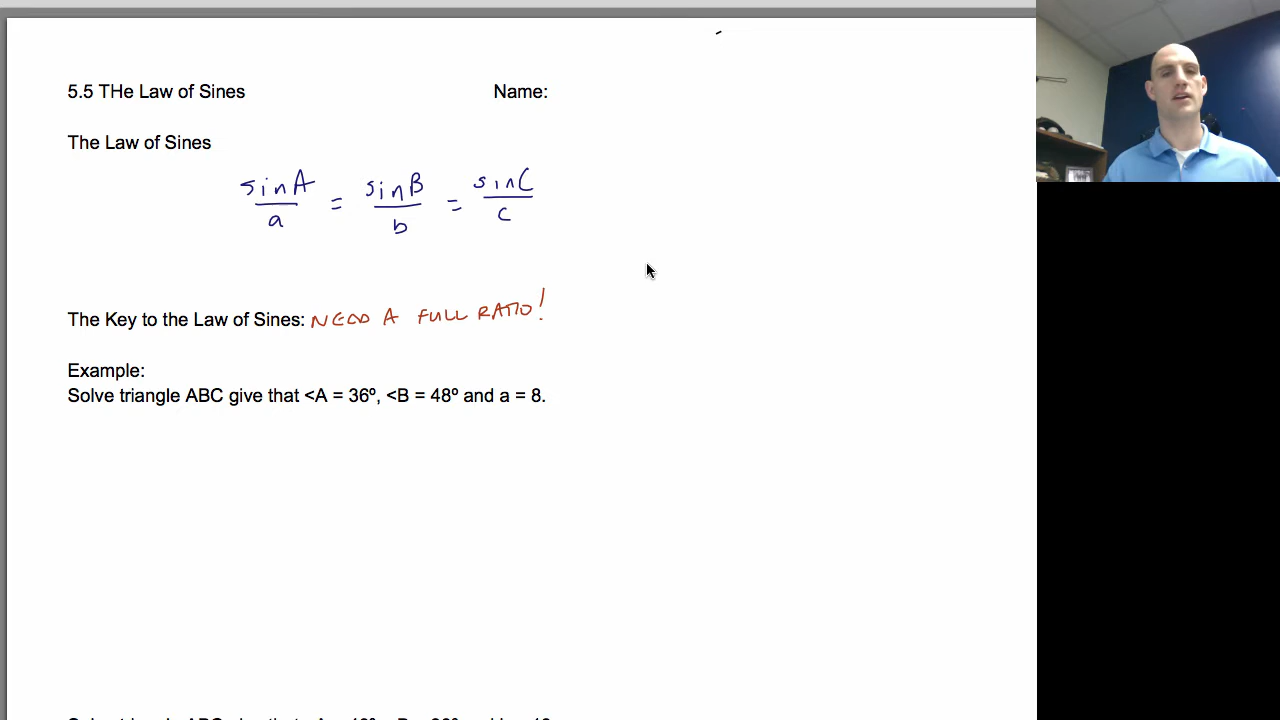 5.5 THe Law of Sines Name:
The Law of Sines
sinA/a = sinB/b = sinC/c
The Key to the Law of Sines: NEED A FULL RATIO!
Example:
Solve triangle ABC give that <A = 36º, <B = 48º and a = 8.